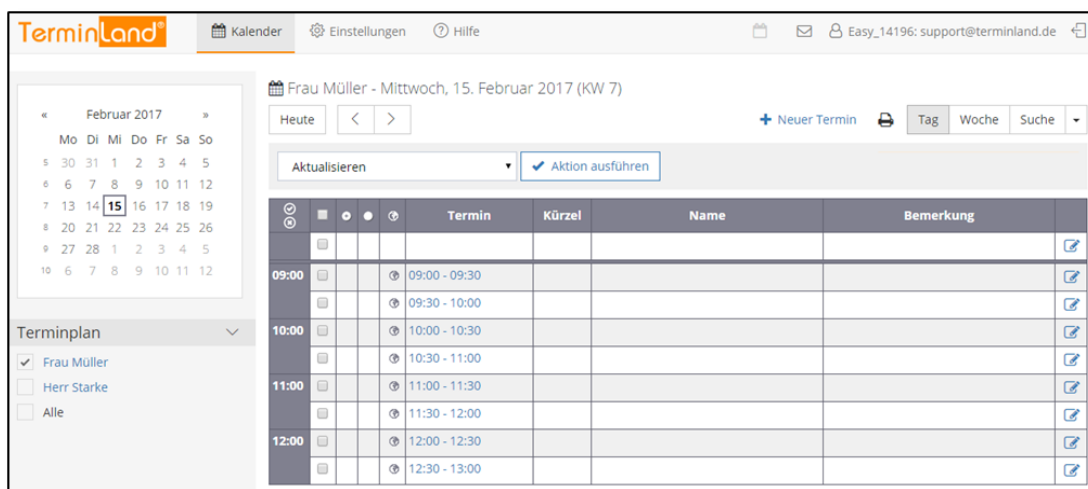 TerminLand® Kalender Einstellungen Hilfe Easy_14196: support@terminland.de
« Februar 2017 »
Mo Di Mi Do Fr Sa So
5 30 31 1 2 3 4 5
6 6 7 8 9 10 11 12
7 13 14 15 16 17 18 19
8 20 21 22 23 24 25 26
9 27 28 1 2 3 4 5
10 6 7 8 9 10 11 12
Terminplan
Frau Müller
Herr Starke
Alle
Frau Müller - Mittwoch, 15. Februar 2017 (KW 7)
Heute < > + Neuer Termin Tag Woche Suche
Aktualisieren Aktion ausführen
Termin Kürzel Name Bemerkung
09:00 09:00 - 09:30
09:30 - 10:00
10:00 10:00 - 10:30
10:30 - 11:00
11:00 11:00 - 11:30
11:30 - 12:00
12:00 12:00 - 12:30
12:30 - 13:00